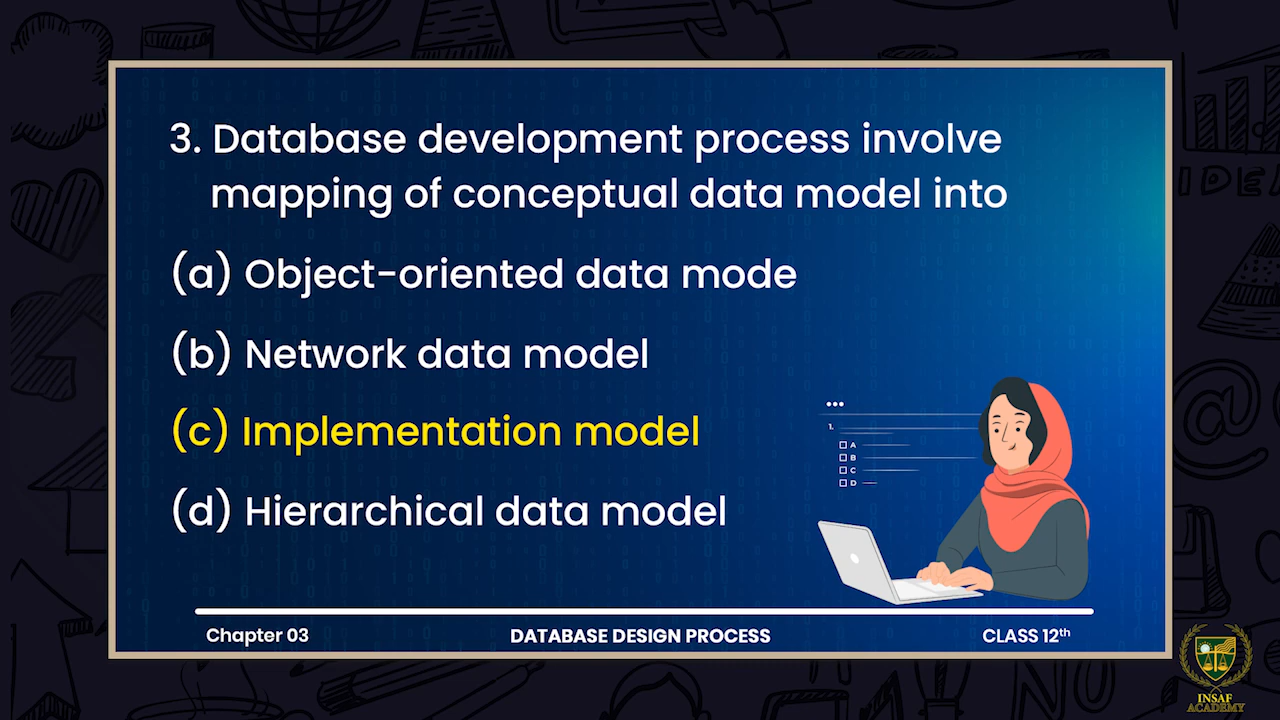 3. Database development process involve
mapping of conceptual data model into
(a) Object-oriented data mode
(b) Network data model
(c) Implementation model
(d) Hierarchical data model
1.
A
B
C
D
Chapter 03
DATABASE DESIGN PROCESS
CLASS 12th
IDEA
INSAF
ACADEMY